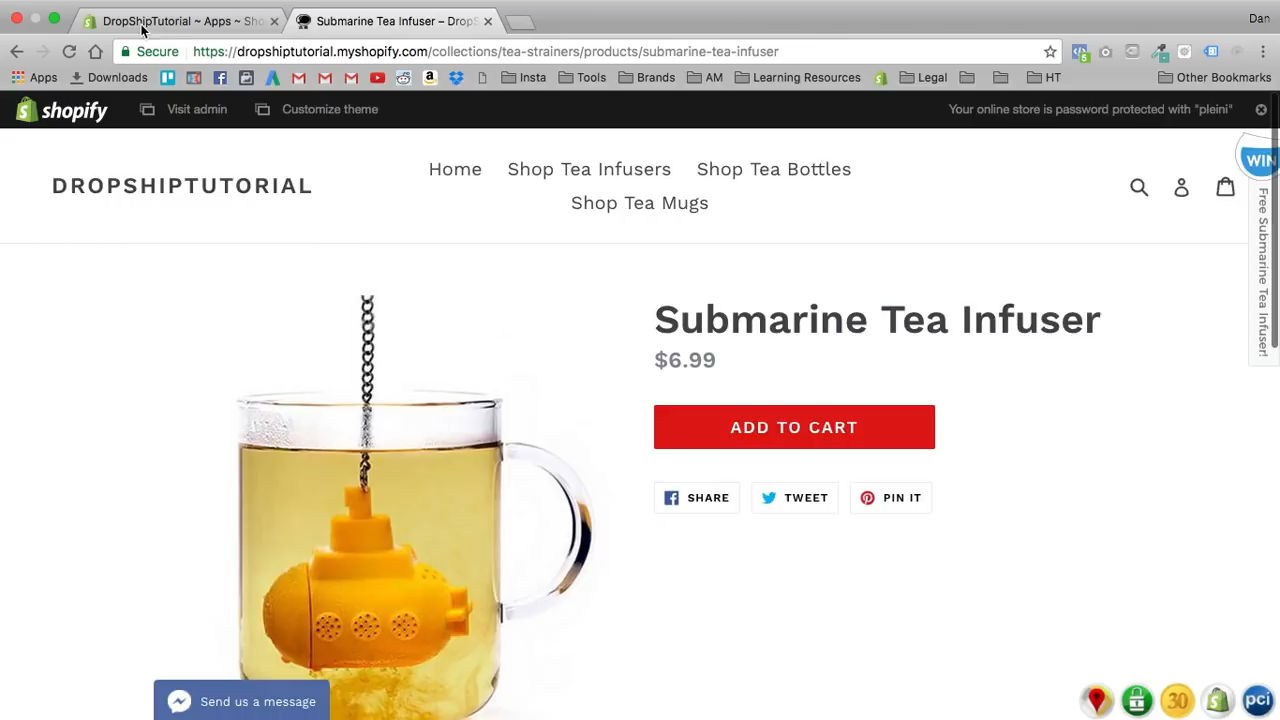 DropShipTutorial ~ Apps ~ Sho
Submarine Tea Infuser – DropS
Dan
Secure
https://dropshiptutorial.myshopify.com/collections/tea-strainers/products/submarine-tea-infuser
Apps
Downloads
Insta
Tools
Brands
AM
Learning Resources
Legal
HT
Other Bookmarks
shopify
Visit admin
Customize theme
Your online store is password protected with "pleini"
DROPSHIPTUTORIAL
Home
Shop Tea Infusers
Shop Tea Bottles
Shop Tea Mugs
WIN
Free Submarine Tea Infuser!
Submarine Tea Infuser
$6.99
ADD TO CART
SHARE
TWEET
PIN IT
Send us a message
30
pci